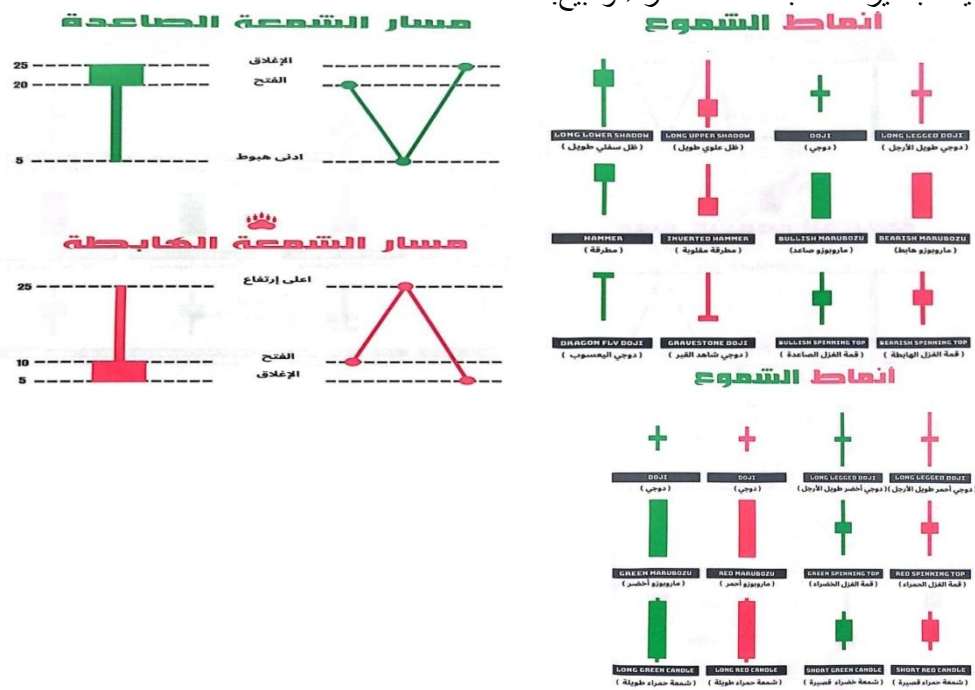 أنماط الشموع
LONG LOWER SHADOW
( ظل سفلي طويل )
LONG UPPER SHADOW
( ظل علوي طويل )
DOJI
( دوجي )
LONG LEGGED DOJI
( دوجي طويل الأرجل )
HAMMER
( مطرقة )
INVERTED HAMMER
( مطرقة مقلوبة )
BULLISH MARUBOZU
( ماروبوزو صاعد )
BEARISH MARUBOZU
( ماروبوزو هابط )
DRAGON FLY DOJI
( دوجي اليعسوب )
GRAVESTONE DOJI
( دوجي شاهد القبر )
BULLISH SPINNING TOP
( قمة الغزل الصاعدة )
BEARISH SPINNING TOP
( قمة الغزل الهابطة )
مسار الشمعة الصاعدة
25
الإغلاق
20
الفتح
5
ادنى هبوط
مسار الشمعة الهابطة
25
اعلى إرتفاع
10
الفتح
5
الإغلاق
أنماط الشموع
DOJI
( دوجي )
DOJI
( دوجي )
LONG LEGGED DOJI
( دوجي أخضر طويل الأرجل )
LONG LEGGED DOJI
( دوجي أحمر طويل الأرجل )
GREEN MARUBOZU
( ماروبوزو أخضر )
RED MARUBOZU
( ماروبوزو أحمر )
GREEN SPINNING TOP
( قمة الغزل الخضراء )
RED SPINNING TOP
( قمة الغزل الحمراء )
LONG GREEN CANDLE
( شمعة حمراء طويلة )
LONG RED CANDLE
( شمعة حمراء طويلة )
SHORT GREEN CANDLE
( شمعة خضراء قصيرة )
SHORT RED CANDLE
( شمعة حمراء قصيرة )